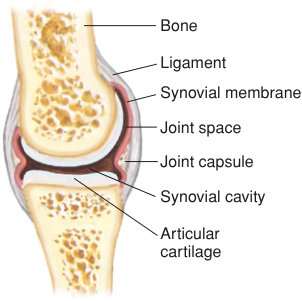 Bone
Ligament
Synovial membrane
Joint space
Joint capsule
Synovial cavity
Articular
cartilage